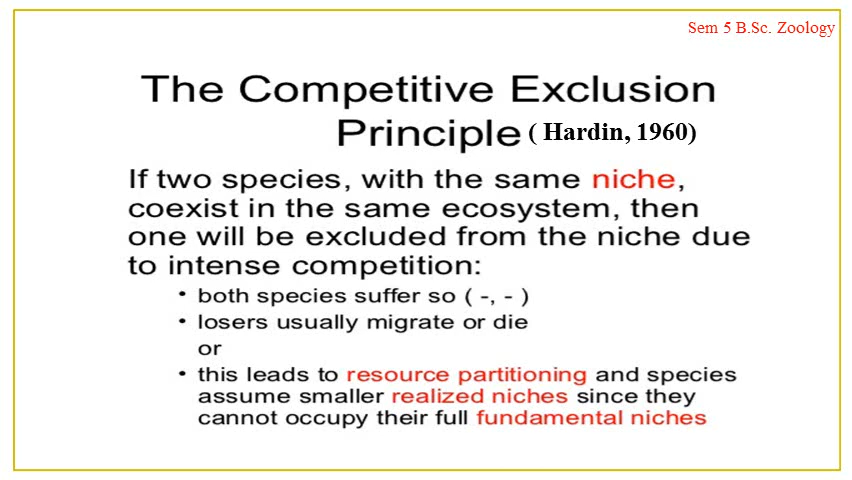 Sem 5 B.Sc. Zoology
The Competitive Exclusion
Principle ( Hardin, 1960)
If two species, with the same niche,
coexist in the same ecosystem, then
one will be excluded from the niche due
to intense competition:
• both species suffer so ( -, - )
• losers usually migrate or die
or
• this leads to resource partitioning and species
assume smaller realized niches since they
cannot occupy their full fundamental niches